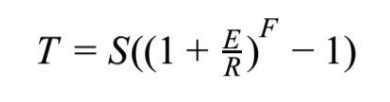 T = S((1 + E/R)^F − 1)